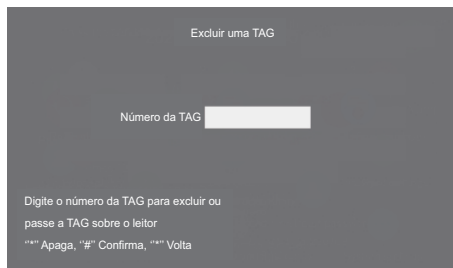 Excluir uma TAG
Número da TAG
Digite o número da TAG para excluir ou
passe a TAG sobre o leitor
“*” Apaga, “#” Confirma, “*” Volta